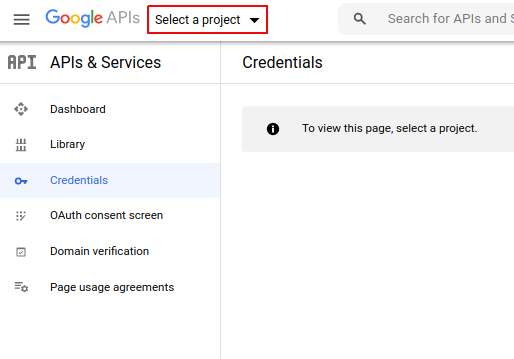 Google APIs Select a project Search for APIs and S
API APIs & Services Credentials
Dashboard
To view this page, select a project.
Library
Credentials
OAuth consent screen
Domain verification
Page usage agreements